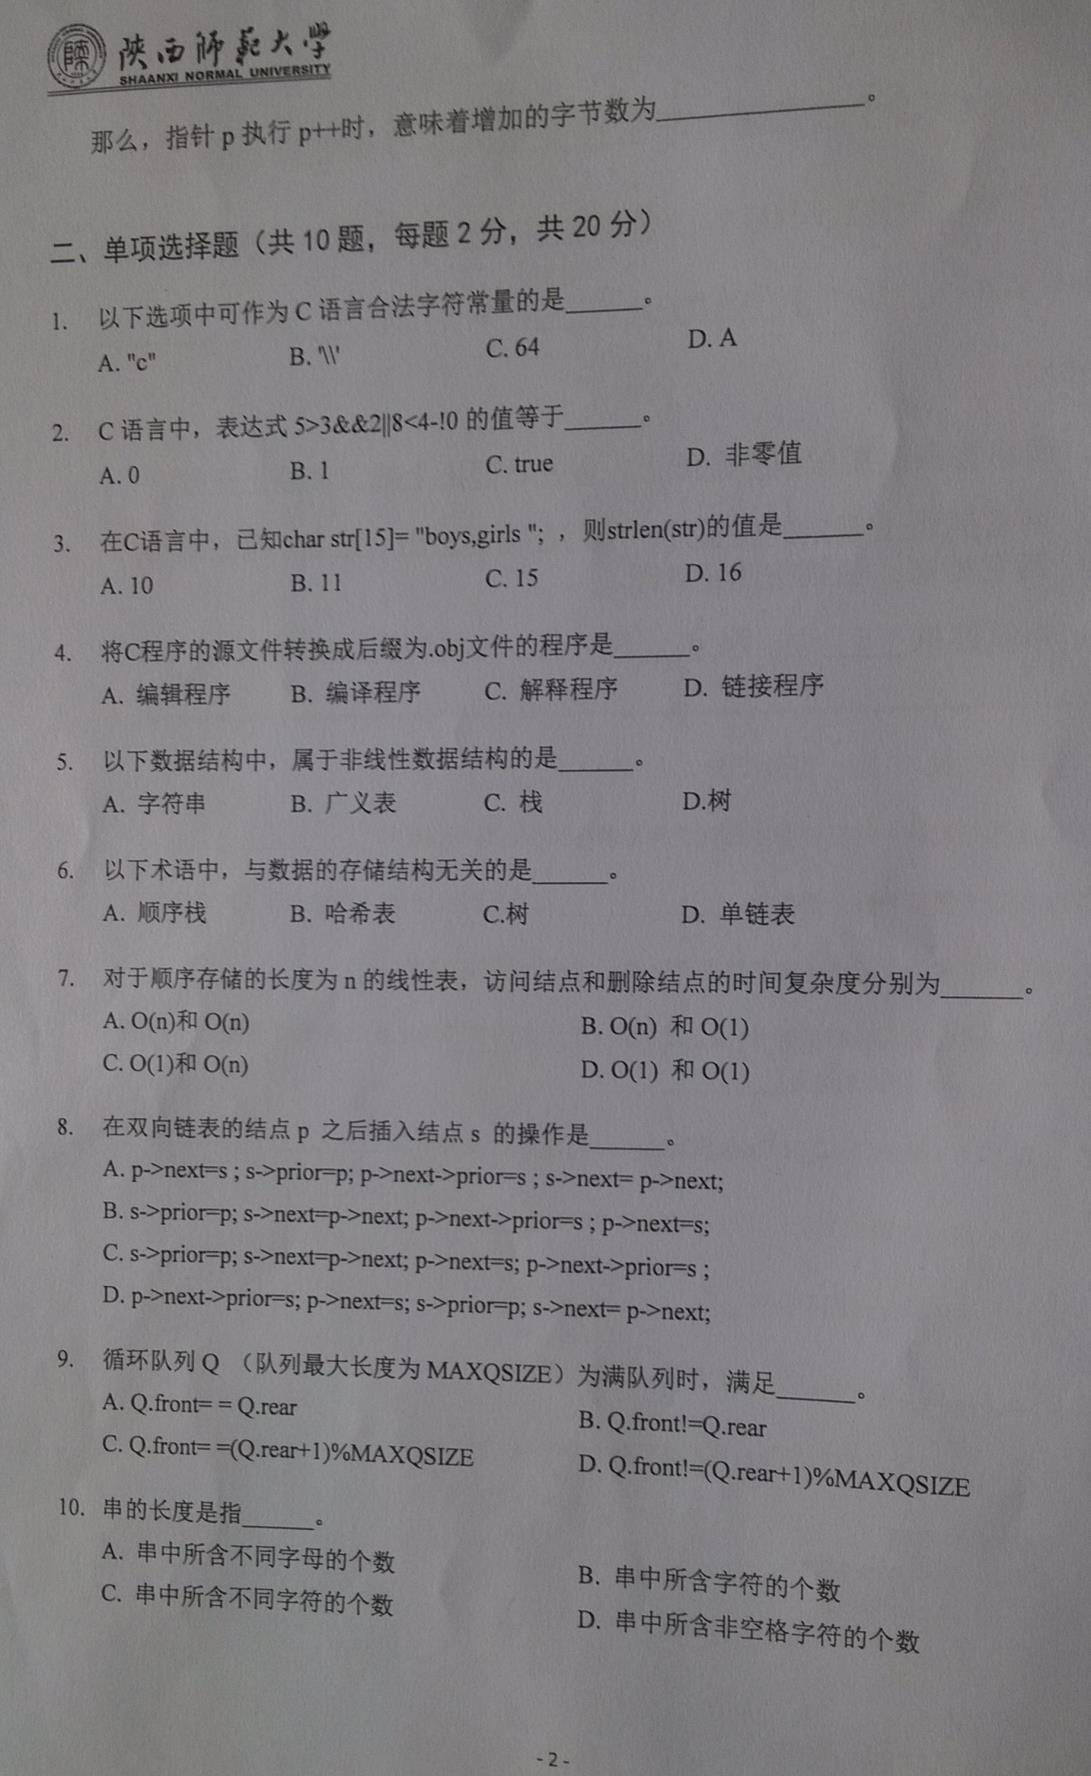 陕西师范大学
SHAANXI NORMAL UNIVERSITY
那么，指针 p 执行 p++时，意味着增加的字节数为________________。
二、单项选择题（共 10 题，每题 2 分，共 20 分）
1. 以下选项中可作为 C 语言合法字符常量的是______。
A. "c" B. '\\' C. 64 D. A
2. C 语言中，表达式 5>3&&2||8<4-!0 的值等于______。
A. 0 B. 1 C. true D. 非零值
3. 在C语言中，已知char str[15]= "boys,girls "; ，则strlen(str)的值是______。
A. 10 B. 11 C. 15 D. 16
4. 将C程序的源文件转换成后缀为.obj文件的程序是______。
A. 编辑程序 B. 编译程序 C. 解释程序 D. 链接程序
5. 以下数据结构中，属于非线性数据结构的是______。
A. 字符串 B. 广义表 C. 栈 D.树
6. 以下术语中，与数据的存储结构无关的是______。
A. 顺序栈 B. 哈希表 C.树 D. 单链表
7. 对于顺序存储的长度为 n 的线性表，访问结点和删除结点的时间复杂度分别为______。
A. O(n)和 O(n) B. O(n) 和 O(1)
C. O(1)和 O(n) D. O(1) 和 O(1)
8. 在双向链表的结点 p 之后插入结点 s 的操作是______。
A. p->next=s ; s->prior=p; p->next->prior=s ; s->next= p->next;
B. s->prior=p; s->next=p->next; p->next->prior=s ; p->next=s;
C. s->prior=p; s->next=p->next; p->next=s; p->next->prior=s ;
D. p->next->prior=s; p->next=s; s->prior=p; s->next= p->next;
9. 循环队列 Q （队列最大长度为 MAXQSIZE）为满队列时，满足______。
A. Q.front= = Q.rear B. Q.front!=Q.rear
C. Q.front= =(Q.rear+1)%MAXQSIZE D. Q.front!=(Q.rear+1)%MAXQSIZE
10. 串的长度是指______。
A. 串中所含不同字母的个数 B. 串中所含字符的个数
C. 串中所含不同字符的个数 D. 串中所含非空格字符的个数
- 2 -